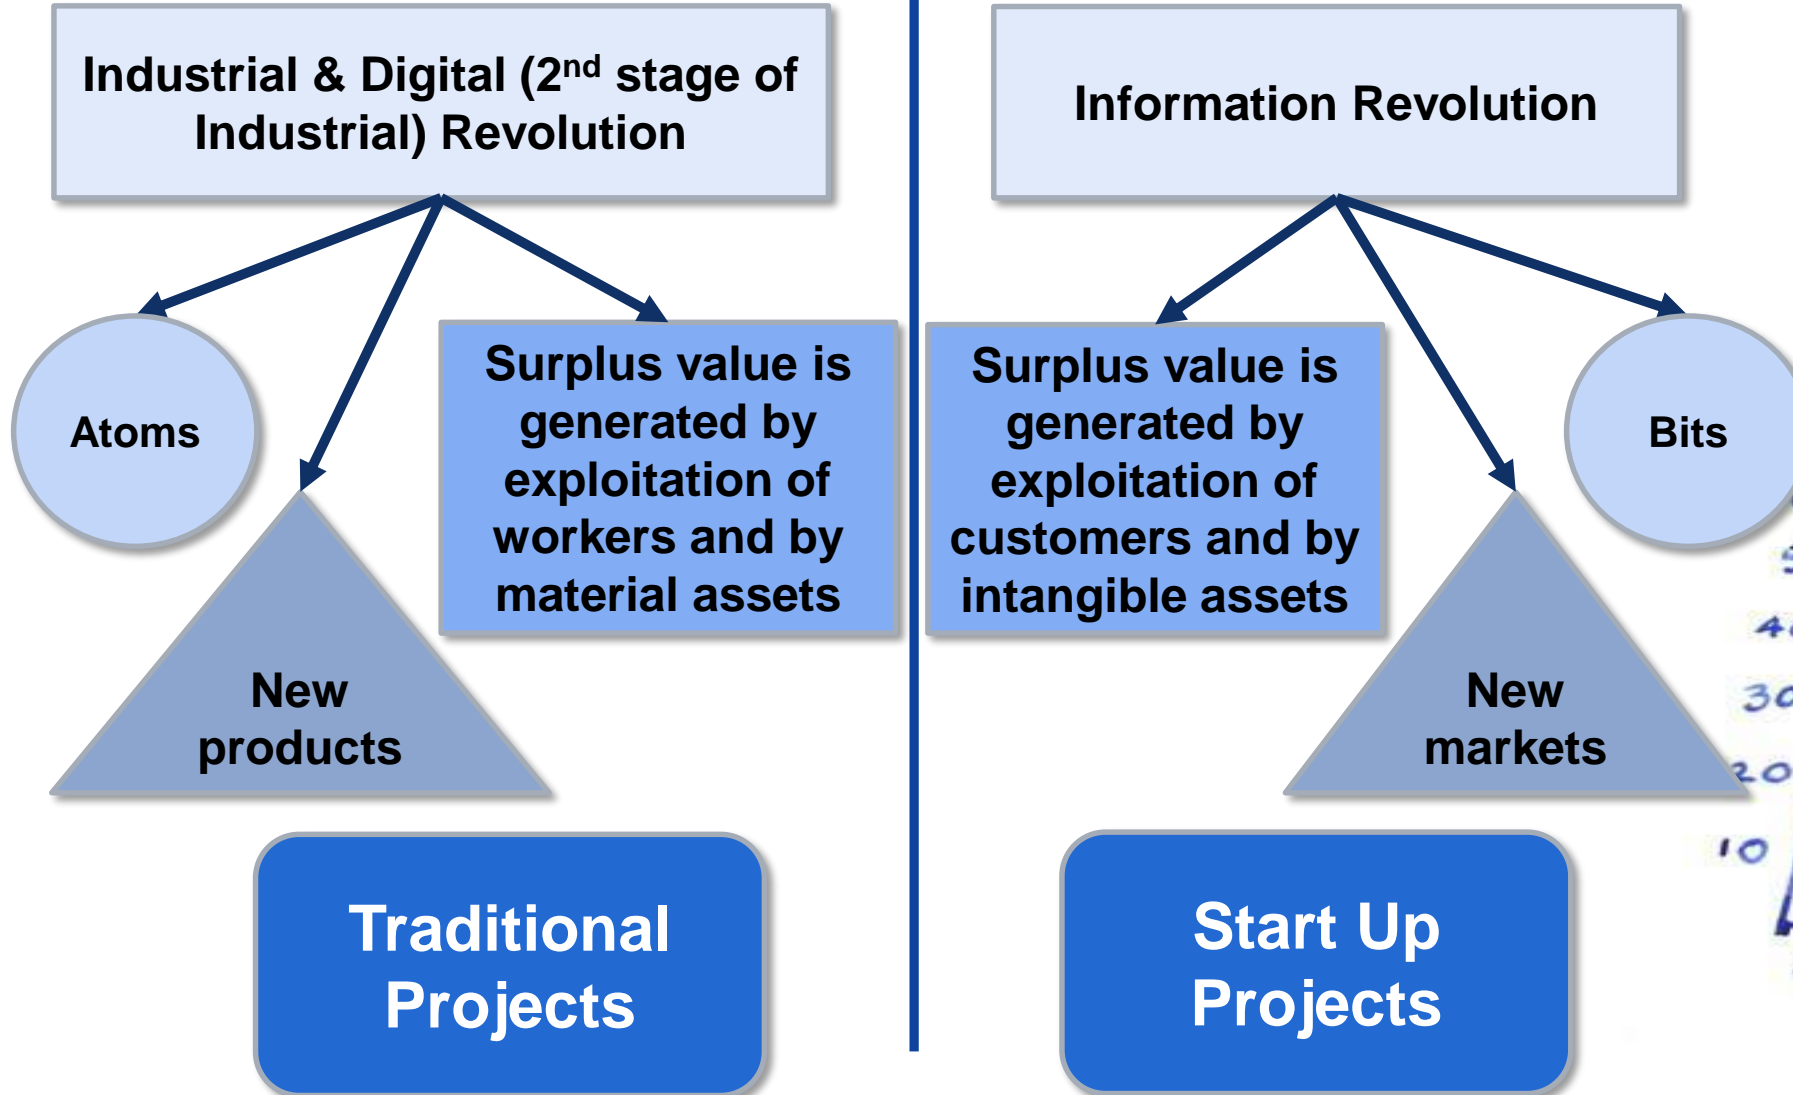 Industrial & Digital (2nd stage of
Industrial) Revolution
Atoms
Surplus value is
generated by
exploitation of
workers and by
material assets
New
products
Traditional
Projects
Information Revolution
Surplus value is
generated by
exploitation of
customers and by
intangible assets
Bits
New
markets
30
20
10
Start Up
Projects